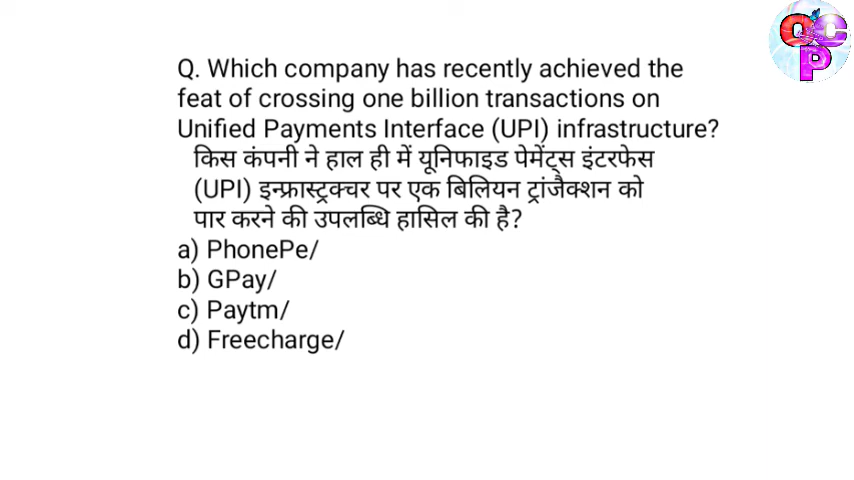 QCP
Q. Which company has recently achieved the
feat of crossing one billion transactions on
Unified Payments Interface (UPI) infrastructure?
किस कंपनी ने हाल ही में यूनिफाइड पेमेंट्स इंटरफेस
(UPI) इन्फ्रास्ट्रक्चर पर एक बिलियन ट्रांजैक्शन को
पार करने की उपलब्धि हासिल की है?
a) PhonePe/
b) GPay/
c) Paytm/
d) Freecharge/